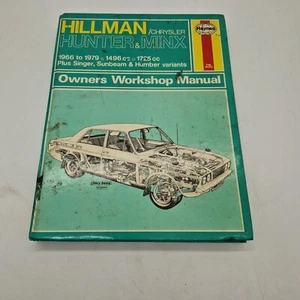 HILLMAN
/CHRYSLER
HUNTER & MINX
1966 to 1979 □ 1496 cc □ 1725 cc
Plus Singer, Sunbeam & Humber variants
Haynes
Owners Workshop Manual